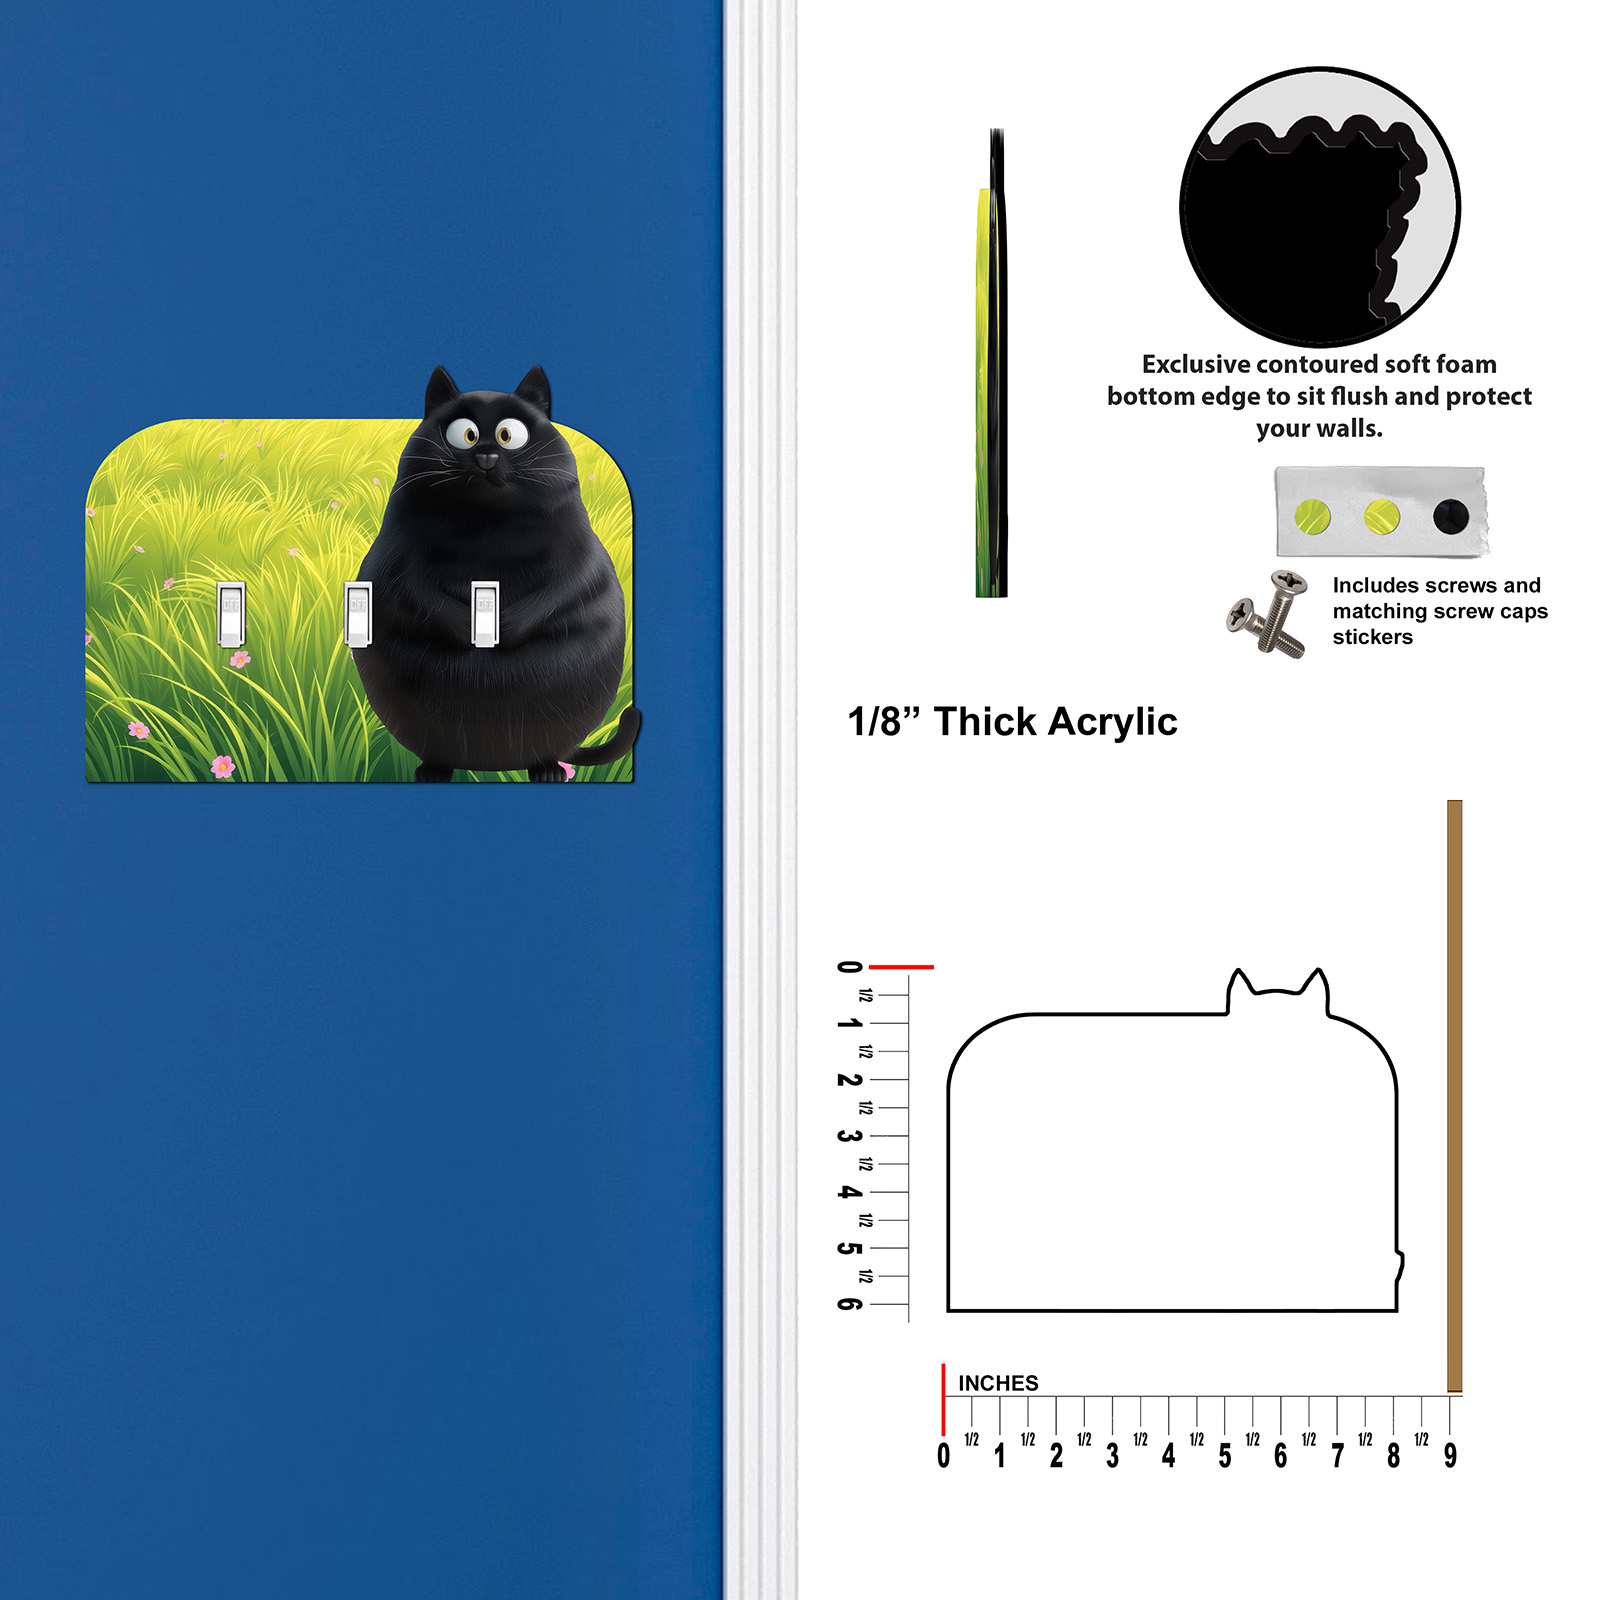 OFF OFF OFF
Exclusive contoured soft foam
bottom edge to sit flush and protect
your walls.
Includes screws and
matching screw caps
stickers
1/8” Thick Acrylic
0
1/2
1
1/2
2
1/2
3
1/2
4
1/2
5
1/2
6
INCHES
1/2 1/2 1/2 1/2 1/2 1/2 1/2 1/2 1/2
0 1 2 3 4 5 6 7 8 9